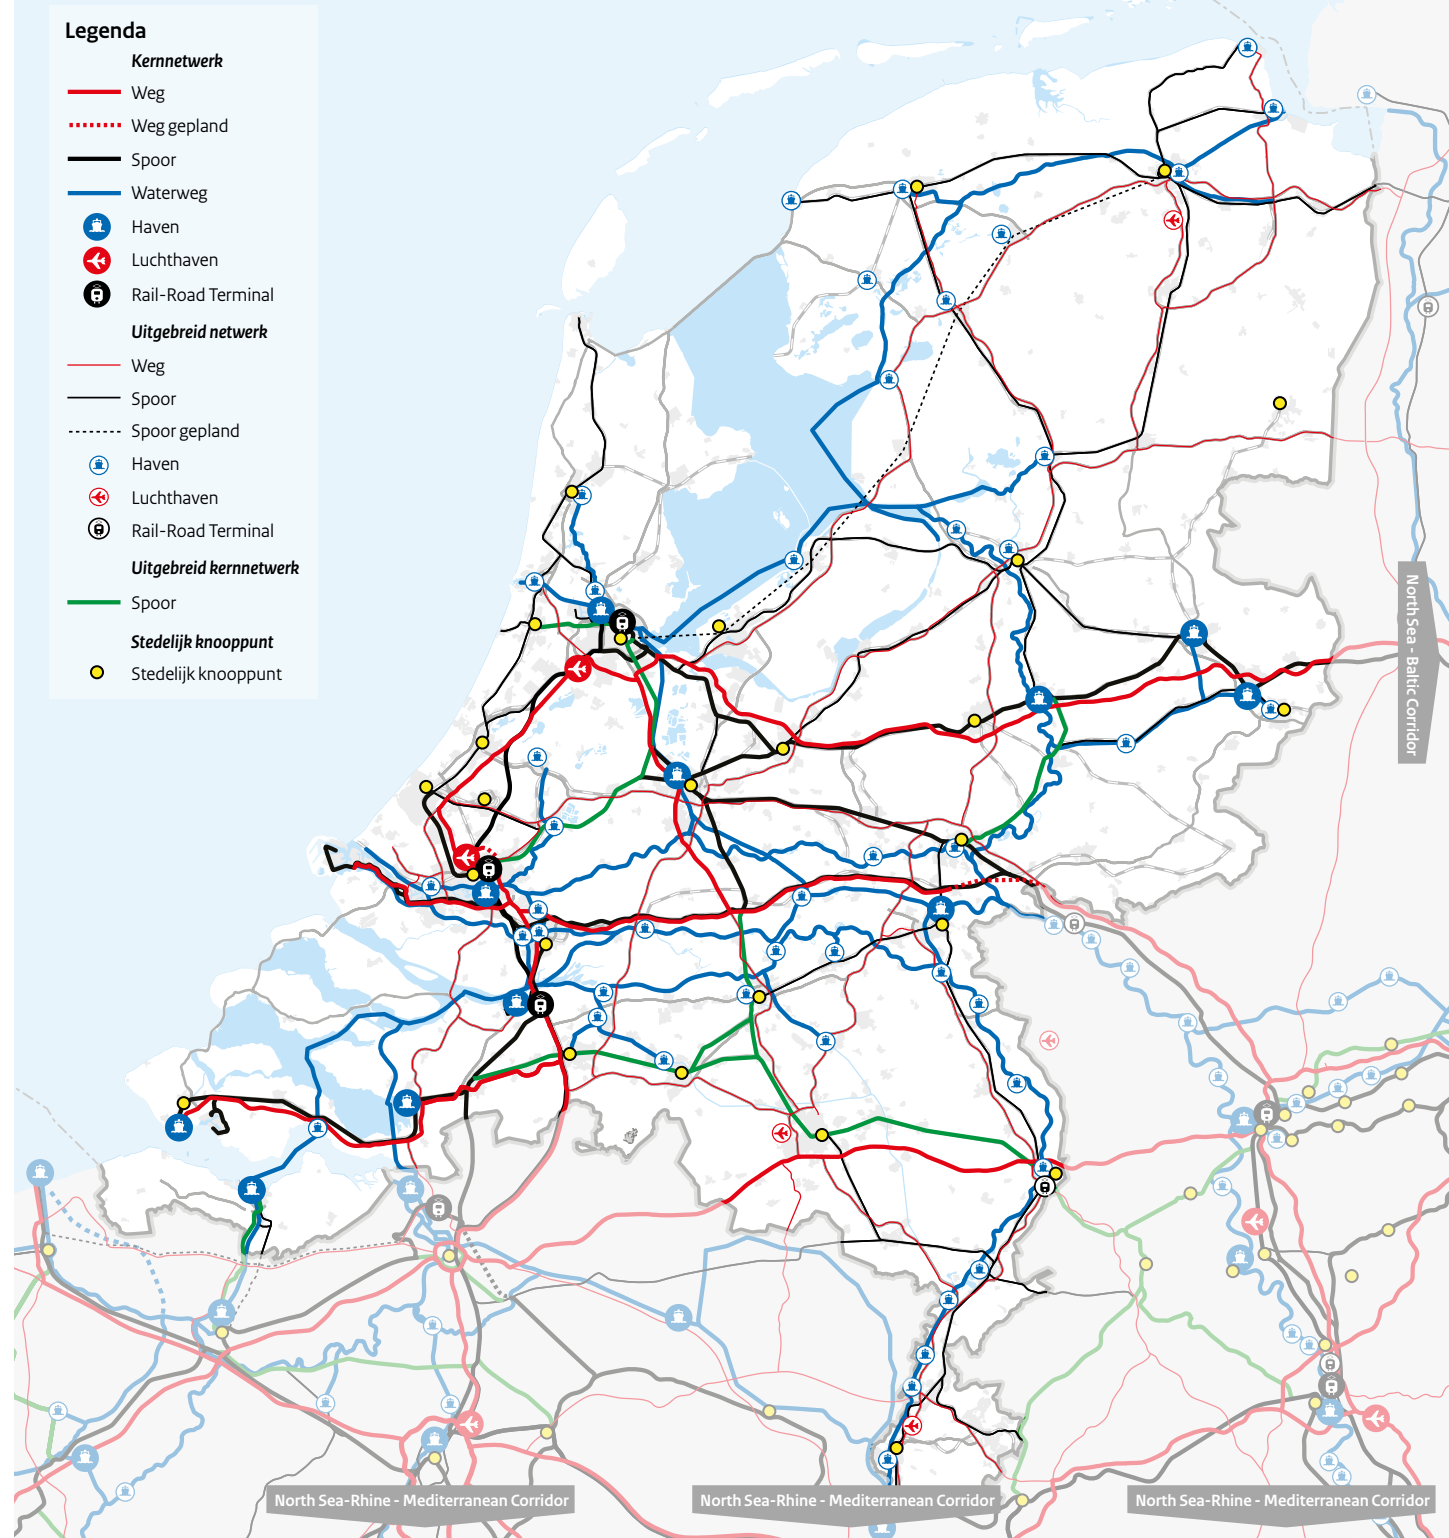 Legenda
Kernnetwerk
Weg
Weg gepland
Spoor
Waterweg
Haven
Luchthaven
Rail-Road Terminal
Uitgebreid netwerk
Weg
Spoor
Spoor gepland
Haven
Luchthaven
Rail-Road Terminal
Uitgebreid kernnetwerk
Spoor
Stedelijk knooppunt
Stedelijk knooppunt
North Sea - Baltic Corridor
North Sea-Rhine - Mediterranean Corridor
North Sea-Rhine - Mediterranean Corridor
North Sea-Rhine - Mediterranean Corridor